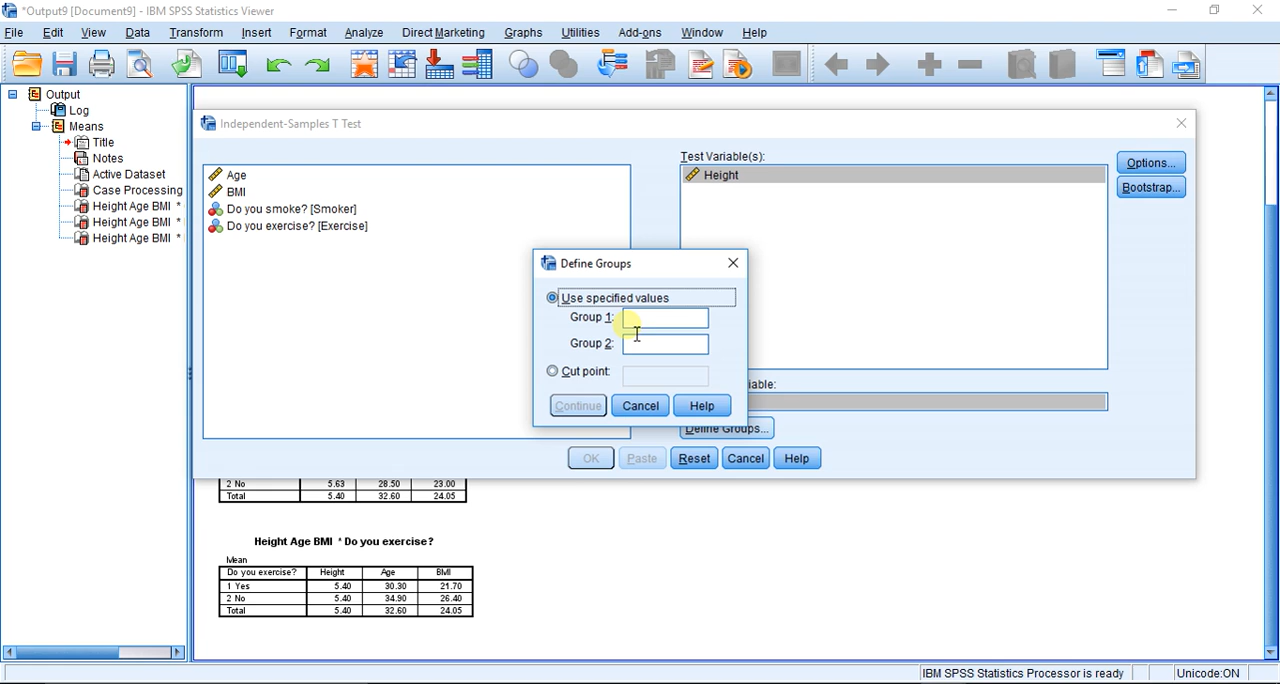 *Output9 [Document9] - IBM SPSS Statistics Viewer
File Edit View Data Transform Insert Format Analyze Direct Marketing Graphs Utilities Add-ons Window Help
Output
Log
Means
Title
Notes
Active Dataset
Case Processing
Height Age BMI *
Height Age BMI *
Height Age BMI *
Independent-Samples T Test
Test Variable(s):
Age
BMI
Do you smoke? [Smoker]
Do you exercise? [Exercise]
Height
Options...
Bootstrap...
Define Groups
Use specified values
Group 1:
Group 2:
Cut point:
Continue Cancel Help
iable:
Define Groups...
OK Paste Reset Cancel Help
2 No 5.63 28.50 23.00
Total 5.40 32.60 24.05
Height Age BMI * Do you exercise?
Mean
Do you exercise? Height Age BMI
1 Yes 5.40 30.30 21.70
2 No 5.40 34.90 26.40
Total 5.40 32.60 24.05
IBM SPSS Statistics Processor is ready Unicode:ON